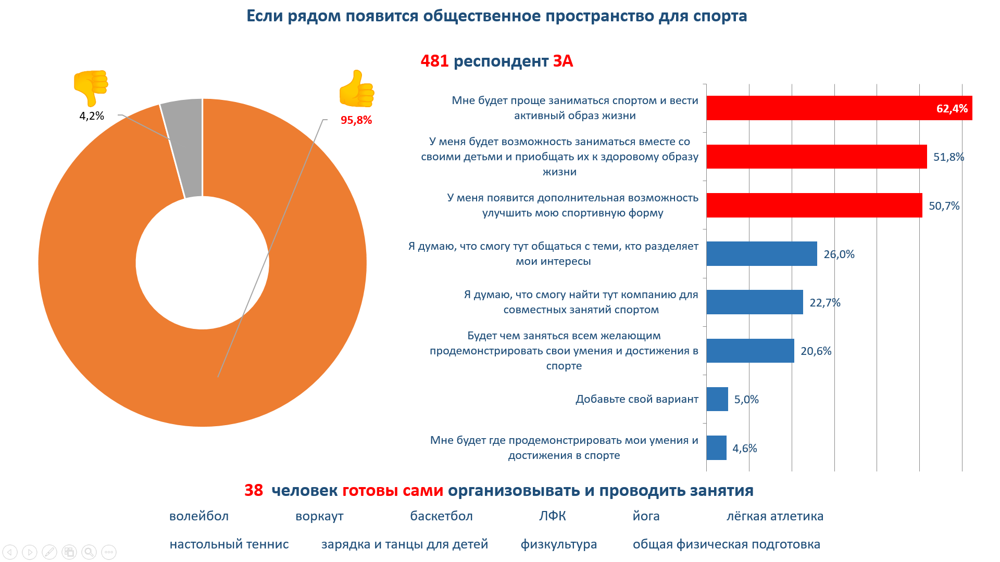 Если рядом появится общественное пространство для спорта
481 респондент ЗА
4,2%
95,8%
Мне будет проще заниматься спортом и вести
активный образ жизни
62,4%
У меня будет возможность заниматься вместе со
своими детьми и приобщать их к здоровому образу
жизни
51,8%
У меня появится дополнительная возможность
улучшить мою спортивную форму
50,7%
Я думаю, что смогу тут общаться с теми, кто разделяет
мои интересы
26,0%
Я думаю, что смогу найти тут компанию для
совместных занятий спортом
22,7%
Будет чем заняться всем желающим
продемонстрировать свои умения и достижения в
спорте
20,6%
Добавьте свой вариант
5,0%
Мне будет где продемонстрировать мои умения и
достижения в спорте
4,6%
38 человек готовы сами организовывать и проводить занятия
волейбол воркаут баскетбол ЛФК йога лёгкая атлетика
настольный теннис зарядка и танцы для детей физкультура общая физическая подготовка